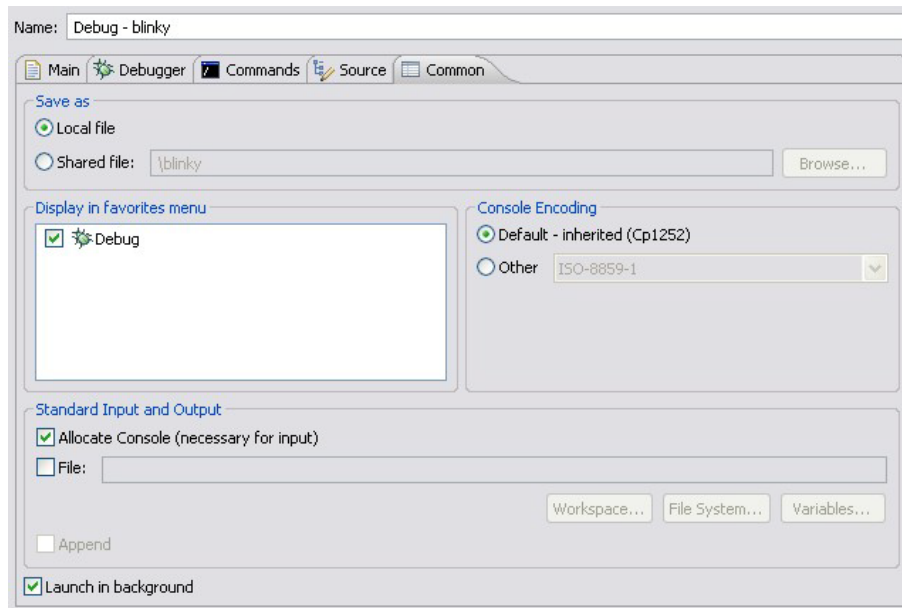 Name: Debug - blinky
Main Debugger Commands Source Common
Save as
Local file
Shared file: \blinky Browse...
Display in favorites menu
Debug
Console Encoding
Default - inherited (Cp1252)
Other ISO-8859-1
Standard Input and Output
Allocate Console (necessary for input)
File:
Workspace... File System... Variables...
Append
Launch in background